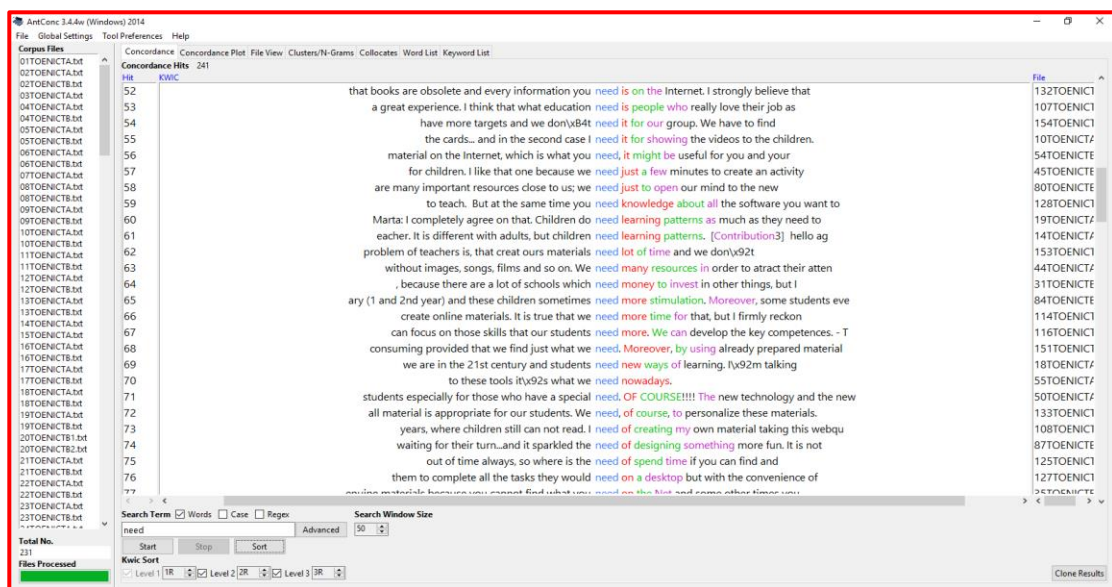 AntConc 3.4.4w (Windows) 2014
File Global Settings Tool Preferences Help
Corpus Files
01TOENICTA.txt
02TOENICTA.txt
02TOENICTB.txt
03TOENICTA.txt
04TOENICTA.txt
04TOENICTB.txt
05TOENICTA.txt
05TOENICTB.txt
06TOENICTA.txt
06TOENICTB.txt
07TOENICTA.txt
08TOENICTA.txt
08TOENICTB.txt
09TOENICTA.txt
09TOENICTB.txt
10TOENICTA.txt
10TOENICTB.txt
11TOENICTA.txt
11TOENICTB.txt
12TOENICTA.txt
12TOENICTB.txt
13TOENICTA.txt
13TOENICTB.txt
14TOENICTA.txt
15TOENICTA.txt
16TOENICTA.txt
16TOENICTB.txt
17TOENICTA.txt
17TOENICTB.txt
18TOENICTA.txt
18TOENICTB.txt
19TOENICTA.txt
19TOENICTB.txt
20TOENICTB1.txt
20TOENICTB2.txt
21TOENICTA.txt
21TOENICTB.txt
22TOENICTA.txt
22TOENICTB.txt
23TOENICTA.txt
23TOENICTB.txt
Total No.
231
Files Processed
Concordance Concordance Plot File View Clusters/N-Grams Collocates Word List Keyword List
Concordance Hits 241
Hit KWIC File
52 that books are obsolete and every information you need is on the Internet. I strongly believe that 132TOENICT
53 a great experience. I think that what education need is people who really love their job as 107TOENICT
54 have more targets and we don\xB4t need it for our group. We have to find 154TOENICT
55 the cards... and in the second case I need it for showing the videos to the children. 10TOENICTA
56 material on the Internet, which is what you need, it might be useful for you and your 54TOENICTE
57 for children. I like that one because we need just a few minutes to create an activity 45TOENICTE
58 are many important resources close to us; we need just to open our mind to the new 80TOENICTE
59 to teach. But at the same time you need knowledge about all the software you want to 128TOENICT
60 Marta: I completely agree on that. Children do need learning patterns as much as they need to 19TOENICTA
61 eacher. It is different with adults, but children need learning patterns. [Contribution3] hello ag 14TOENICTA
62 problem of teachers is, that creat ours materials need lot of time and we don\x92t 153TOENICT
63 without images, songs, films and so on. We need many resources in order to atract their atten 44TOENICTA
64 , because there are a lot of schools which need money to invest in other things, but I 31TOENICTE
65 ary (1 and 2nd year) and these children sometimes need more stimulation. Moreover, some students eve 84TOENICTE
66 create online materials. It is true that we need more time for that, but I firmly reckon 114TOENICT
67 can focus on those skills that our students need more. We can develop the key competences. - T 116TOENICT
68 consuming provided that we find just what we need. Moreover, by using already prepared material 151TOENICT
69 we are in the 21st century and students need new ways of learning. I\x92m talking 18TOENICTA
70 to these tools it\x92s what we need nowadays. 55TOENICTA
71 students especially for those who have a special need. OF COURSE!!!! The new technology and the new 50TOENICTA
72 all material is appropriate for our students. We need, of course, to personalize these materials. 133TOENICT
73 years, where children still can not read. I need of creating my own material taking this webqu 108TOENICT
74 waiting for their turn...and it sparkled the need of designing something more fun. It is not 87TOENICTE
75 out of time always, so where is the need of spend time if you can find and 125TOENICT
76 them to complete all the tasks they would need on a desktop but with the convenience of 127TOENICT
Search Term Words Case Regex Search Window Size
need Advanced 50
Start Stop Sort
Kwic Sort
Level 1 1R Level 2 2R Level 3 3R Clone Results